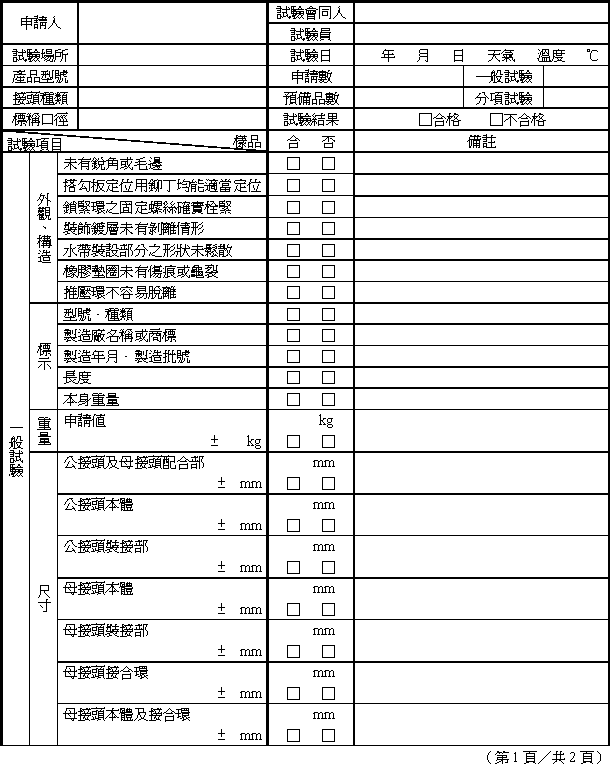 申請人 試驗會同人
試驗員
試驗場所 試驗日 年 月 日 天氣 溫度 ℃
產品型號 申請數 一般試驗
接頭種類 預備品數 分項試驗
標稱口徑 試驗結果 □合格 □不合格
試驗項目 樣品 合 否 備註
一般試驗
外觀、構造
未有銳角或毛邊 □ □
搭勾板定位用鉚丁均能適當定位 □ □
鎖緊環之固定螺絲確實栓緊 □ □
裝飾鍍層未有剝離情形 □ □
水帶裝設部分之形狀未鬆散 □ □
橡膠墊圈未有傷痕或龜裂 □ □
推壓環不容易脫離 □ □
標示
型號．種類 □ □
製造廠名稱或商標 □ □
製造年月．製造批號 □ □
長度 □ □
本身重量 □ □
重量
申請值 kg
± kg □ □
尺寸
公接頭及母接頭配合部 mm
± mm □ □
公接頭本體 mm
± mm □ □
公接頭裝接部 mm
± mm □ □
母接頭本體 mm
± mm □ □
母接頭裝接部 mm
± mm □ □
母接頭接合環 mm
± mm □ □
母接頭本體及接合環 mm
± mm □ □
（第1頁／共2頁）